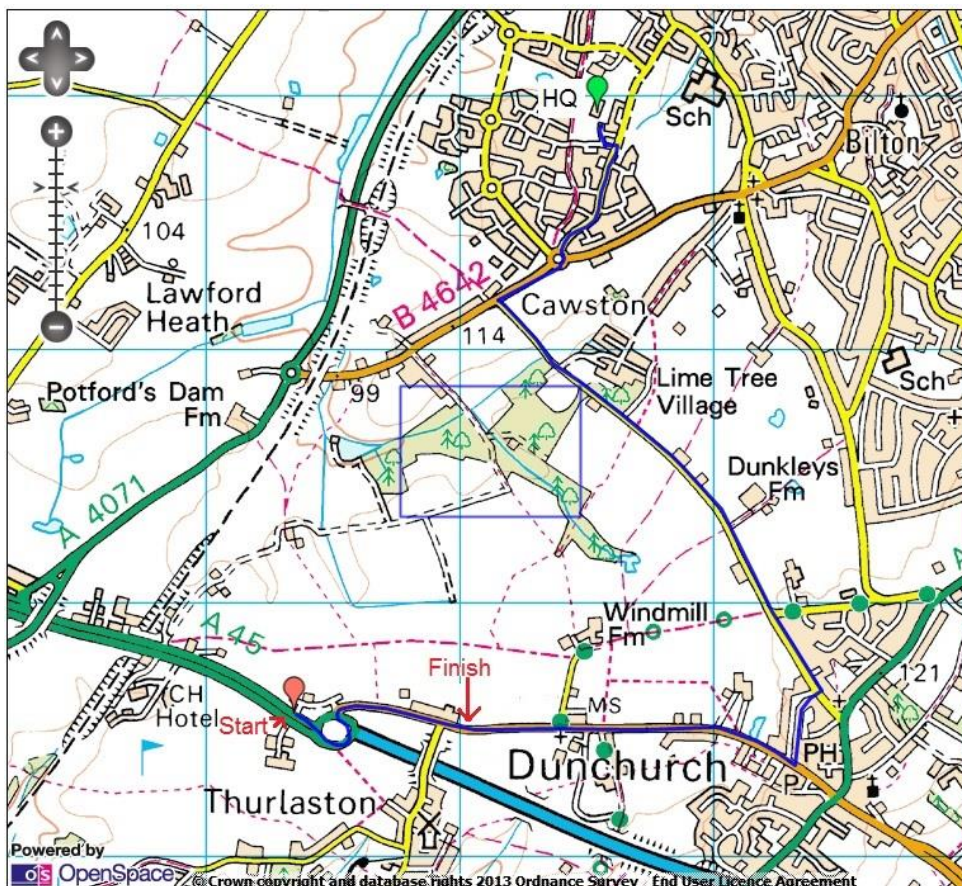 HQ
Sch
Bilton
104
Lawford
Heath
B 4642
Cawston
114
Potford's Dam
Fm
99
Lime Tree
Village
Sch
Dunkleys
Fm
A 4071
A 45
Windmill
Fm
A
121
Finish
CH
Hotel
Start
MS
Dunchurch
PH
P
Thurlaston
Powered by
os OpenSpace
© Crown copyright and database rights 2013 Ordnance Survey End User Licence Agreement